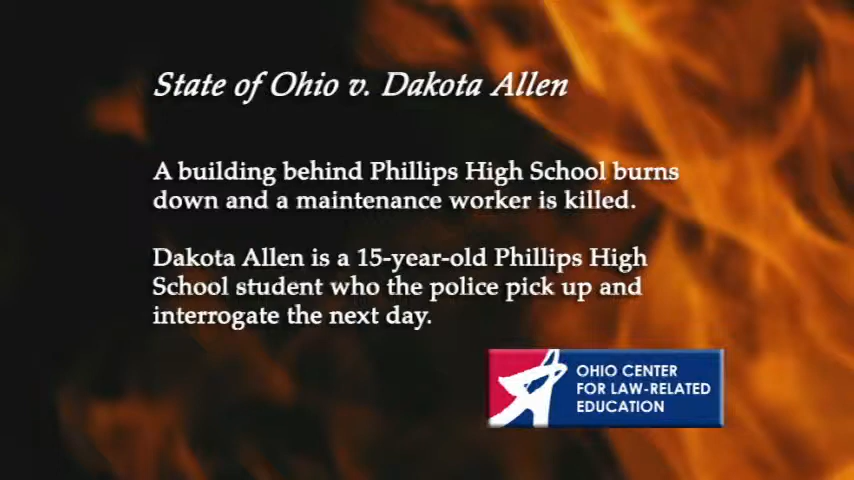 State of Ohio v. Dakota Allen
A building behind Phillips High School burns
down and a maintenance worker is killed.
Dakota Allen is a 15-year-old Phillips High
School student who the police pick up and
interrogate the next day.
OHIO CENTER
FOR LAW-RELATED
EDUCATION